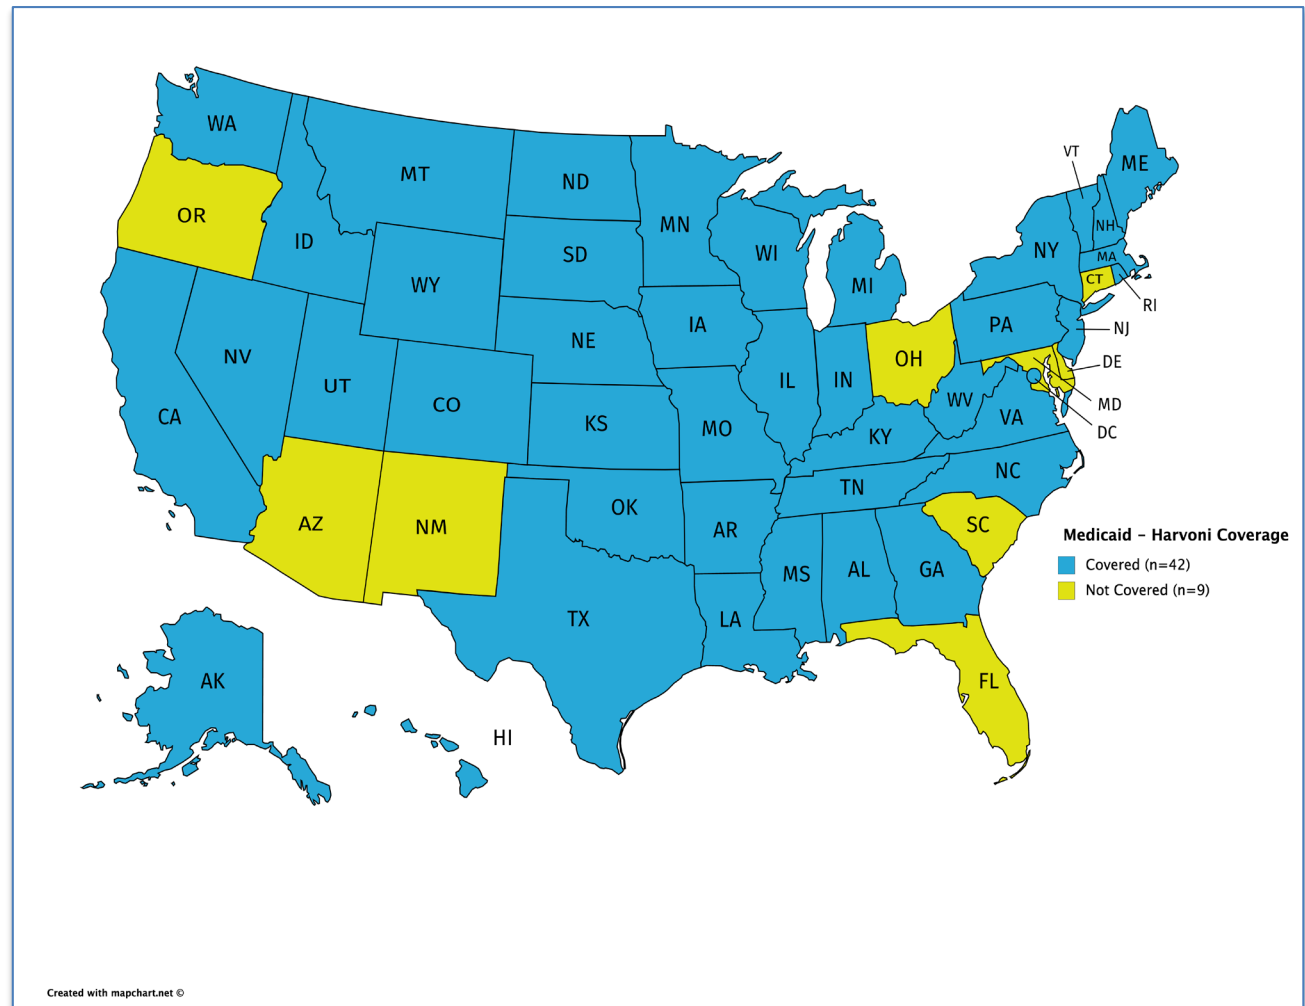 WA
ME
VT
MT
ND
OR
MN
NH
ID
SD
WI
NY
MA
CT
WY
MI
RI
IA
PA
NJ
NE
NV
OH
DE
UT
IL
IN
CO
WV
MD
CA
KS
MO
VA
DC
KY
NC
TN
OK
AZ
NM
AR
SC
Medicaid – Harvoni Coverage
MS
AL
GA
Covered (n=42)
Not Covered (n=9)
TX
LA
AK
FL
HI
Created with mapchart.net ©